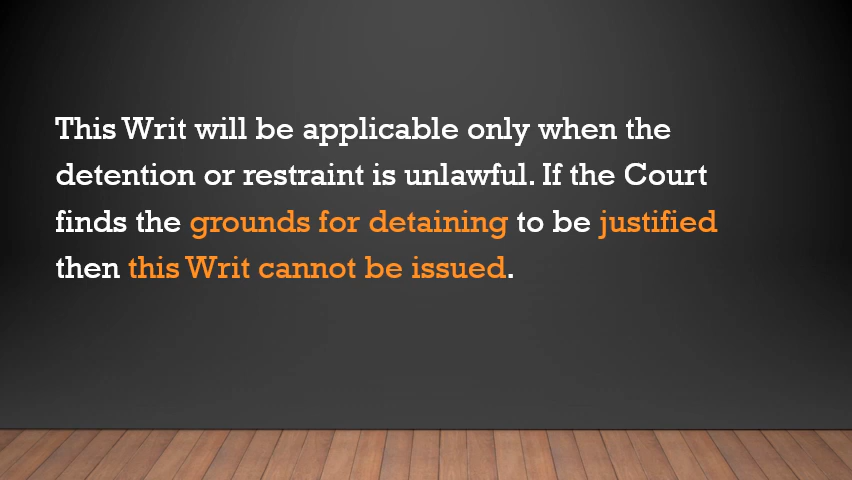 This Writ will be applicable only when the
detention or restraint is unlawful. If the Court
finds the grounds for detaining to be justified
then this Writ cannot be issued.